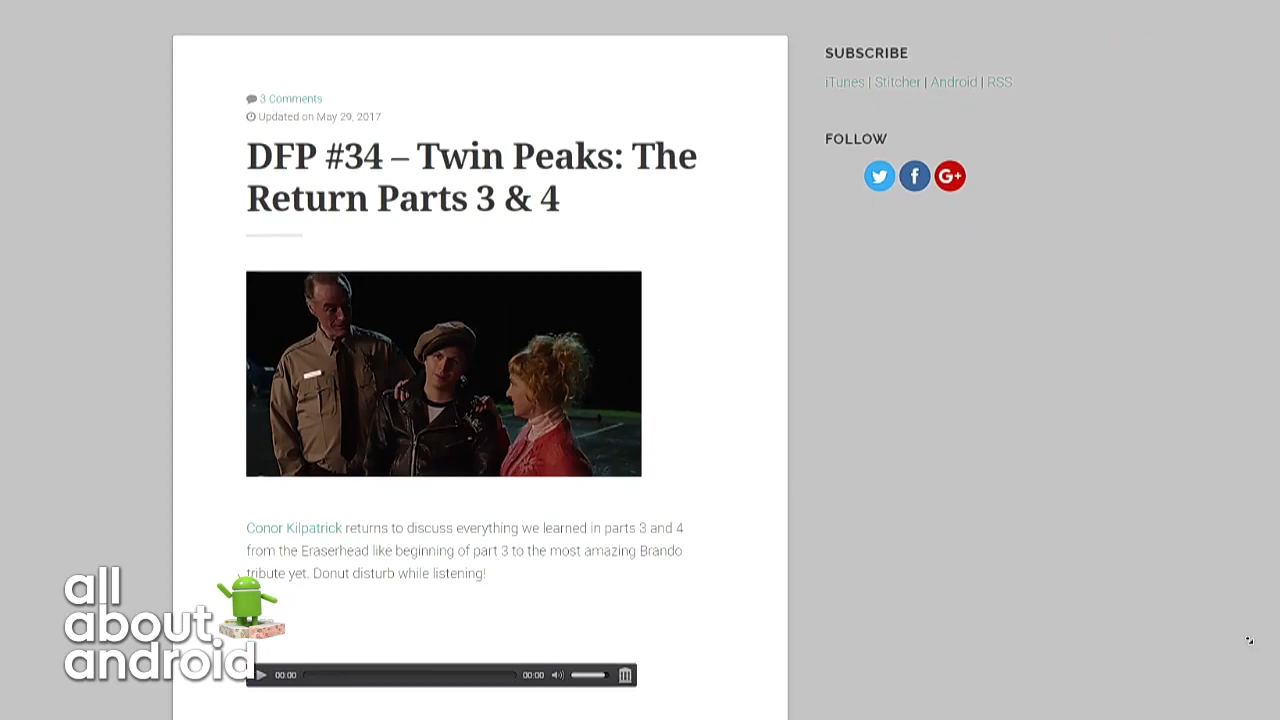 3 Comments
Updated on May 29, 2017
DFP #34 – Twin Peaks: The
Return Parts 3 & 4
Conor Kilpatrick returns to discuss everything we learned in parts 3 and 4
from the Eraserhead like beginning of part 3 to the most amazing Brando
tribute yet. Donut disturb while listening!
00:00 00:00
SUBSCRIBE
iTunes | Stitcher | Android | RSS
FOLLOW
G+
all
about
android